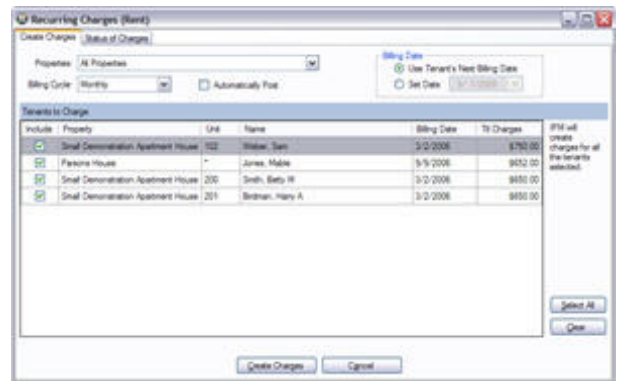 Recurring Charges (Rent)
Create Charges Status of Charges
Properties: All Properties
Billing Date
Use Tenant's Next Billing Date
Billing Cycle: Monthly Automatically Post Set Date
Tenants to Charge
Include Property Unit Name Billing Date Ttl Charges
Small Demonstration Apartment House 102 Weber, Sam 3/2/2006 $750.00
Parsons House * Jones, Mable 5/5/2006 $652.00
Small Demonstration Apartment House 200 Smith, Betty W 3/2/2006 $650.00
Small Demonstration Apartment House 201 Birdman, Harry A 3/2/2006 $650.00
will
create
charges for all
the tenants
selected.
Select All
Clear
Create Charges Cancel